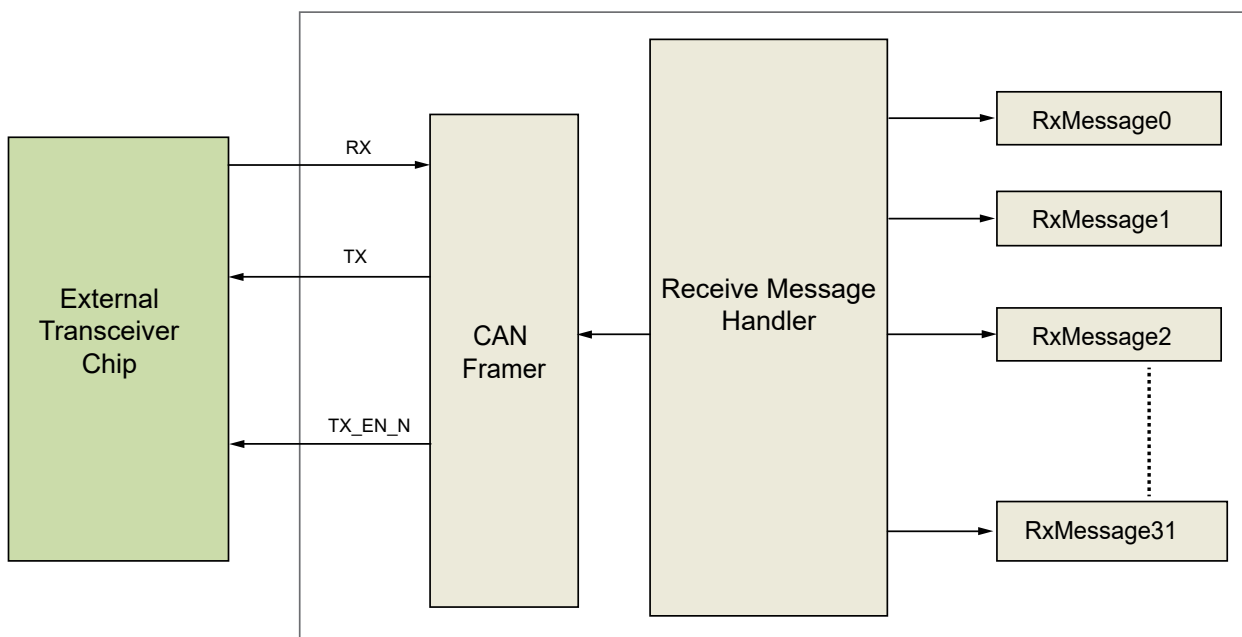 External
Transceiver
Chip
RX
TX
TX_EN_N
CAN
Framer
Receive Message
Handler
RxMessage0
RxMessage1
RxMessage2
RxMessage31